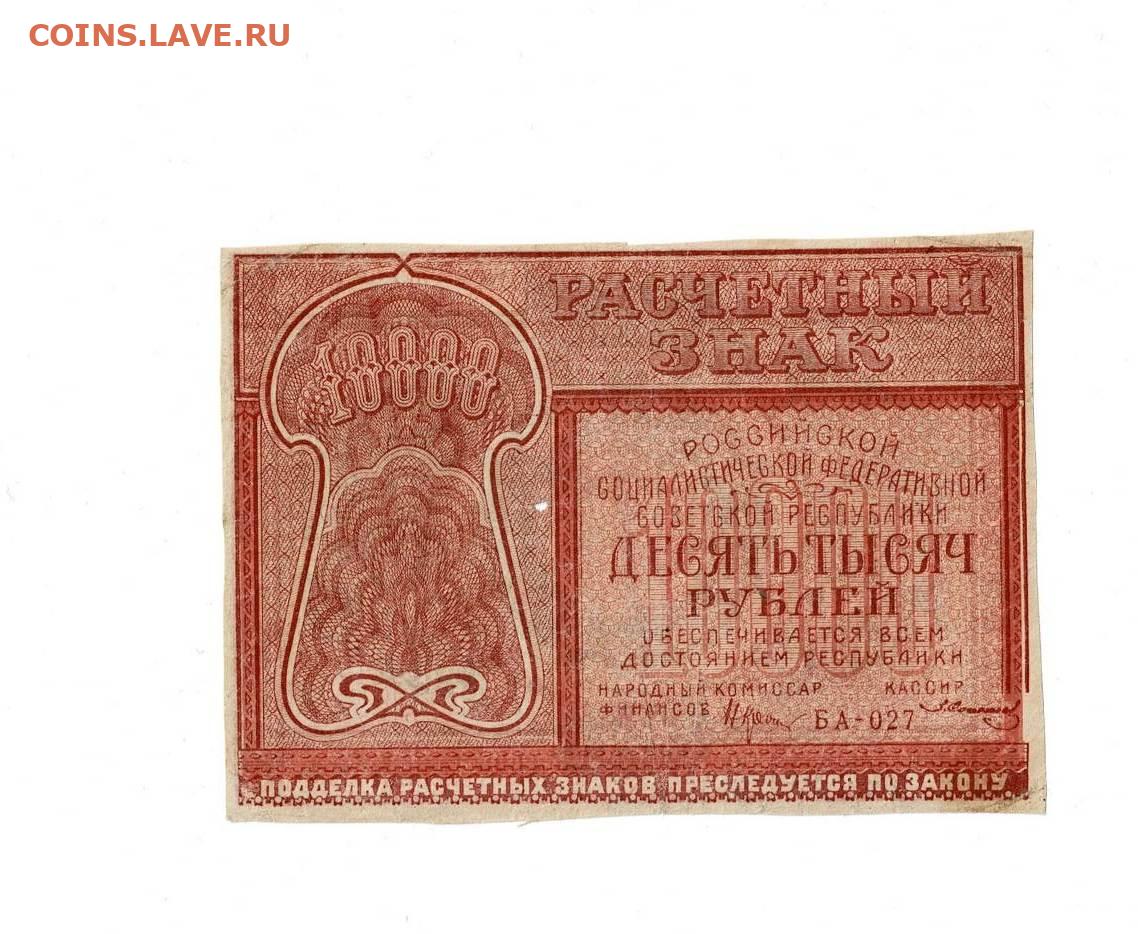 COINS.LAVE.RU
РАСЧЕТНЫЙ
ЗНАК
10000
РОССИЙСКОЙ
СОЦИАЛИСТИЧЕСКОЙ ФЕДЕРАТИВНОЙ
СОВЕТСКОЙ РЕСПУБЛИКИ
10000
ДЕСЯТЬ ТЫСЯЧ
РУБЛЕЙ
ОБЕСПЕЧИВАЕТСЯ ВСЕМ
ДОСТОЯНИЕМ РЕСПУБЛИКИ
НАРОДНЫЙ КОМИССАР КАССИР
ФИНАНСОВ БА-027
ПОДДЕЛКА РАСЧЕТНЫХ ЗНАКОВ ПРЕСЛЕДУЕТСЯ ПО ЗАКОНУ